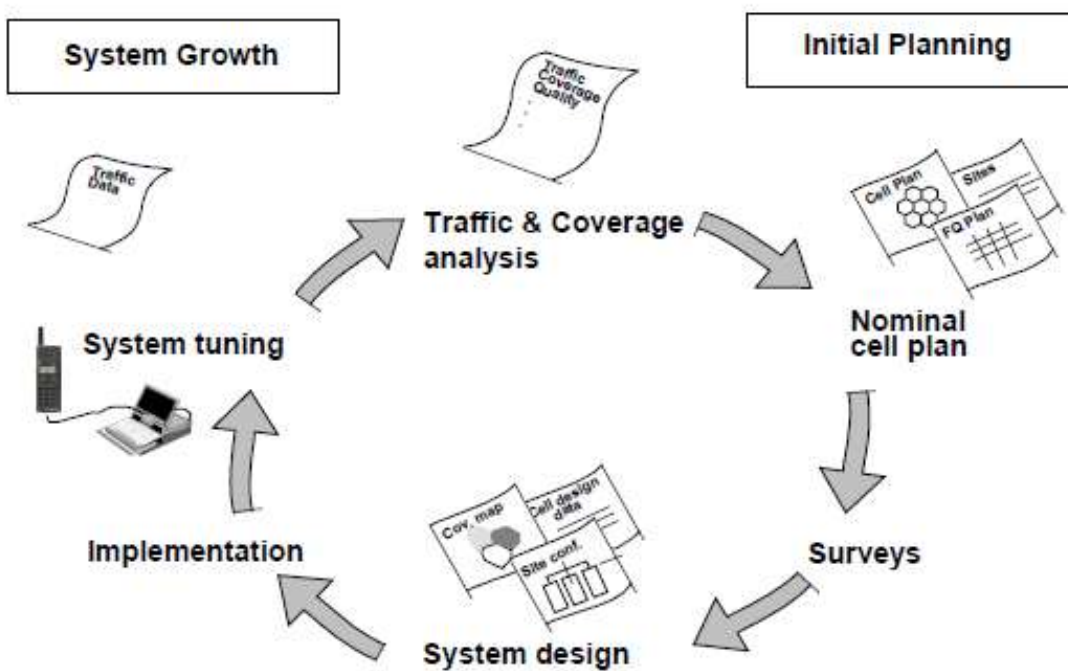 System Growth
Initial Planning
Traffic
Coverage
Quality
Traffic
Data
Cell Plan
Sites
FQ Plan
Traffic & Coverage
analysis
Nominal
cell plan
System tuning
Cov. map
Cell design
data
Site conf.
Implementation
Surveys
System design